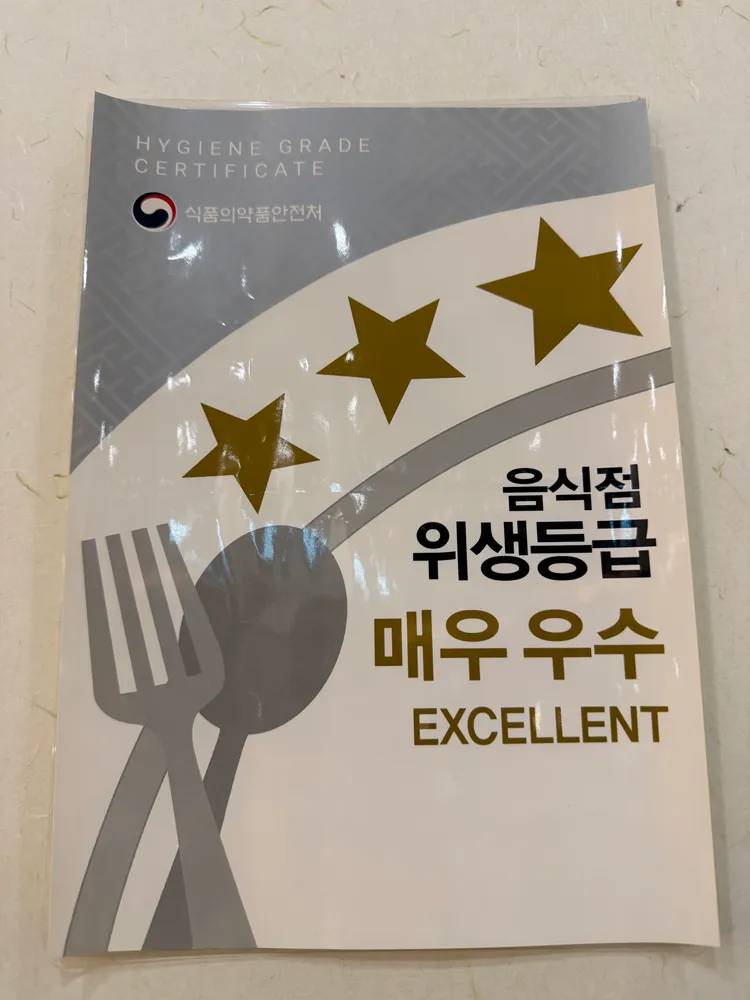 HYGIENE GRADE
CERTIFICATE
식품의약품안전처
음식점
위생등급
매우 우수
EXCELLENT